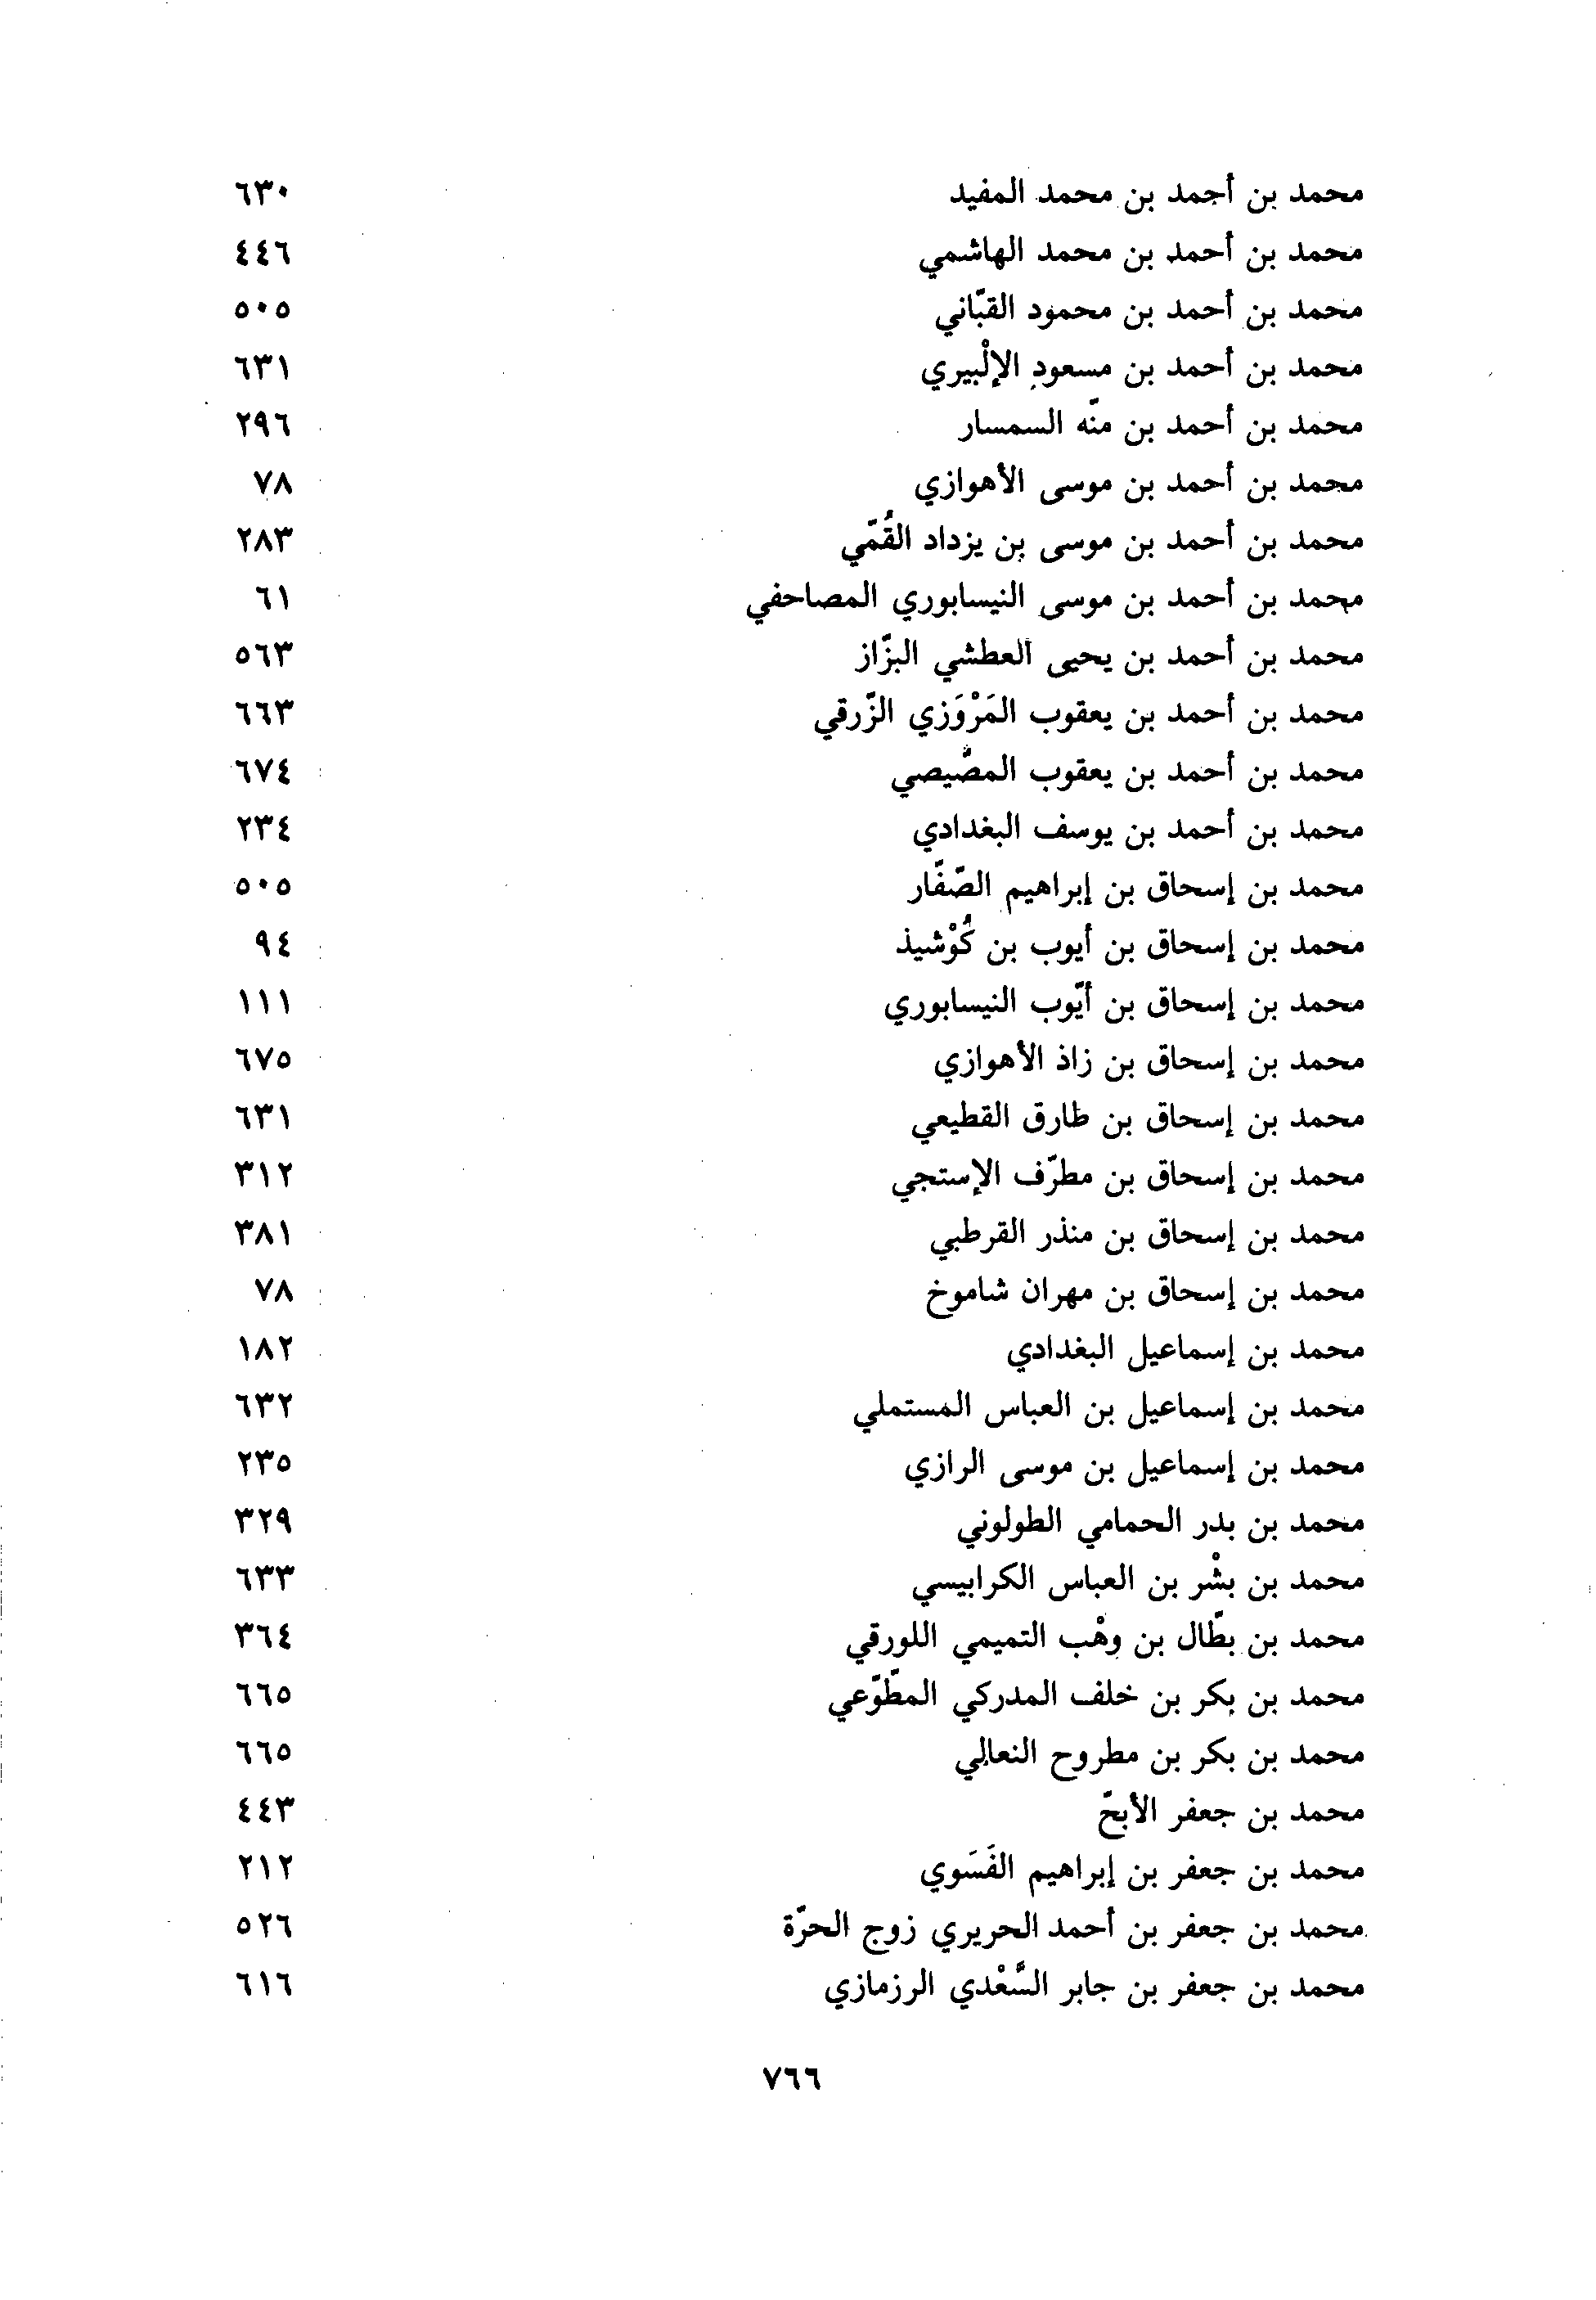 محمد بن أحمد بن محمد المفيد ٦٣٠
محمد بن أحمد بن محمد الهاشمي ٤٤٦
محمد بن أحمد بن محمود القبّاني ٥٠٥
محمد بن أحمد بن مسعود الإلْبيري ٦٣١
محمد بن أحمد بن منّه السمسار ٢٩٦
محمد بن أحمد بن موسى الأهوازي ٧٨
محمد بن أحمد بن موسى بن يزداد القُمّي ٢٨٣
محمد بن أحمد بن موسى النيسابوري المصاحفي ٦١
محمد بن أحمد بن يحيى العطشي البزّاز ٥٦٣
محمد بن أحمد بن يعقوب المَرْوَزي الزّرقي ٦٦٣
محمد بن أحمد بن يعقوب المصّيصي ٦٧٤
محمد بن أحمد بن يوسف البغدادي ٢٣٤
محمد بن إسحاق بن إبراهيم الصّفّار ٥٠٥
محمد بن إسحاق بن أيوب بن كُوْشيذ ٩٤
محمد بن إسحاق بن أيّوب النيسابوري ١١١
محمد بن إسحاق بن زاذ الأهوازي ٦٧٥
محمد بن إسحاق بن طارق القطيعي ٦٣١
محمد بن إسحاق بن مطرّف الإستجي ٣١٢
محمد بن إسحاق بن منذر القرطبي ٣٨١
محمد بن إسحاق بن مهران شاموخ ٧٨
محمد بن إسماعيل البغدادي ١٨٢
محمد بن إسماعيل بن العباس المستملي ٦٣٢
محمد بن إسماعيل بن موسى الرازي ٢٣٥
محمد بن بدر الحمامي الطولوني ٣٢٩
محمد بن بشْر بن العباس الكرابيسي ٦٣٣
محمد بن بطّال بن وهْب التميمي اللورقي ٣٦٤
محمد بن بكر بن خلف المدركي المطّوّعي ٦٦٥
محمد بن بكر بن مطروح النعالي ٦٦٥
محمد بن جعفر الأبحّ ٤٤٣
محمد بن جعفر بن إبراهيم الفَسَوي ٢١٢
محمد بن جعفر بن أحمد الحريري زوج الحرّة ٥٢٦
محمد بن جعفر بن جابر السُّغْدي الرزمازي ٦١٦
٧٦٦